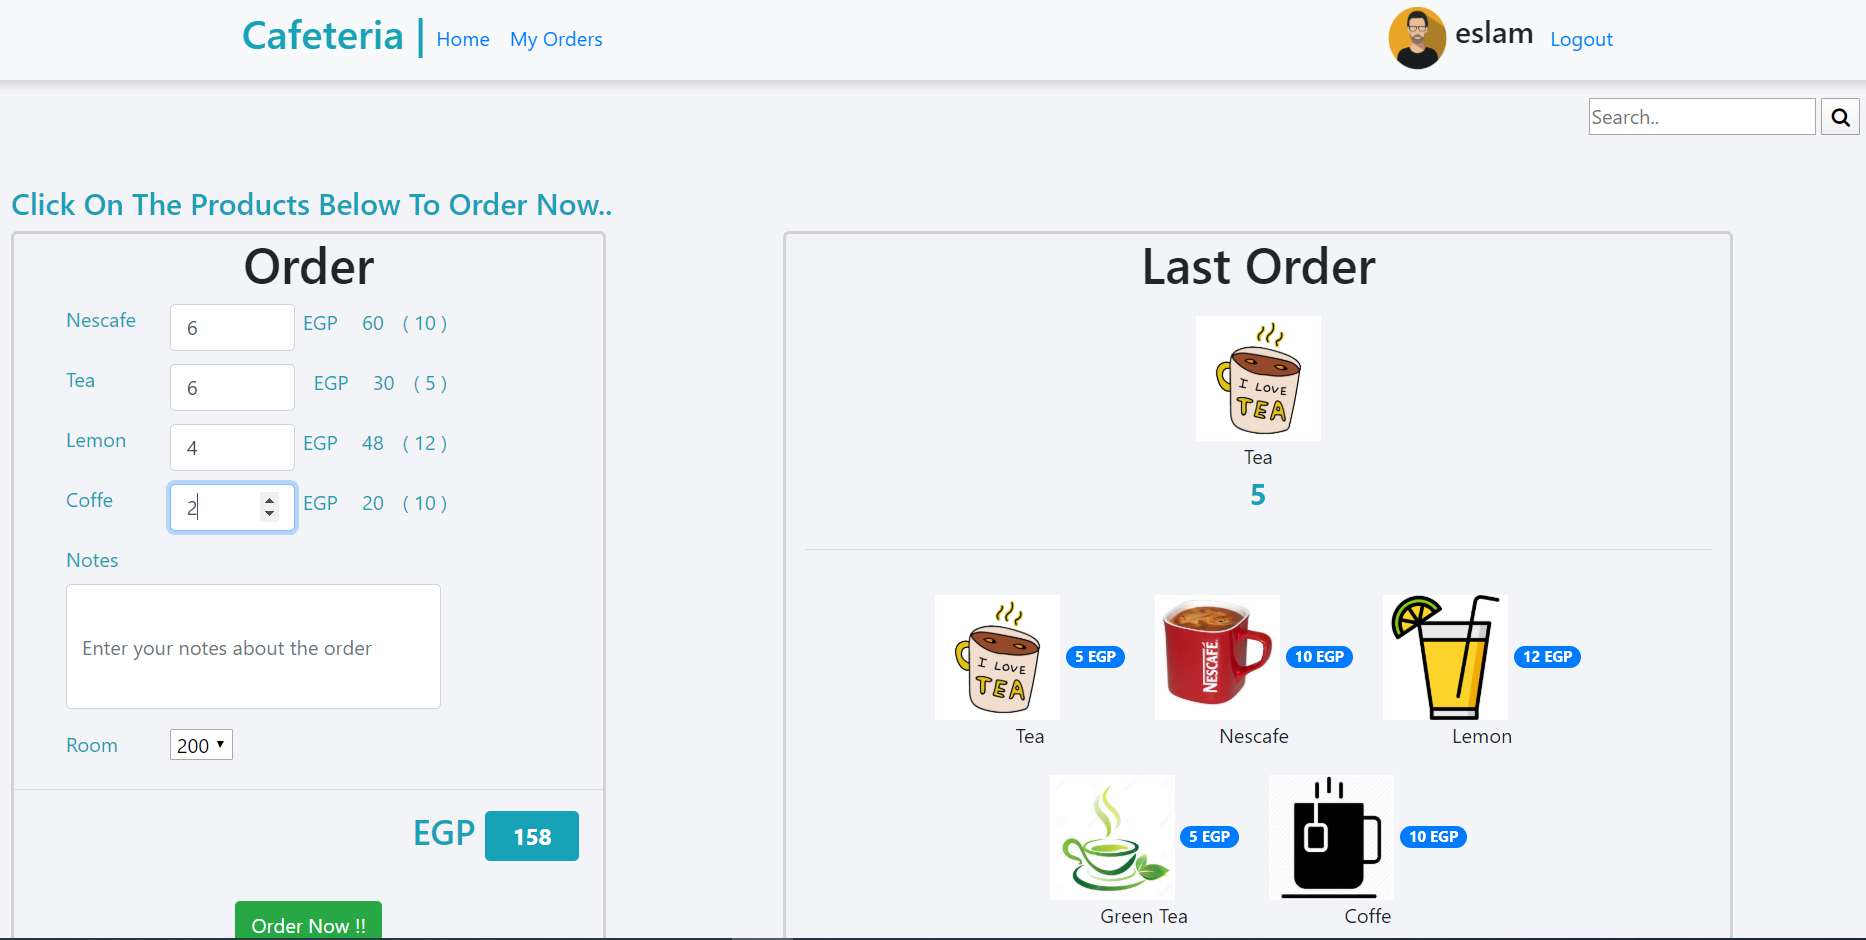 Cafeteria | Home My Orders
eslam Logout
Search..
Click On The Products Below To Order Now..
Order
Nescafe 6 EGP 60 ( 10 )
Tea 6 EGP 30 ( 5 )
Lemon 4 EGP 48 ( 12 )
Coffe 2 EGP 20 ( 10 )
Notes
Enter your notes about the order
Room 200
EGP 158
Order Now !!
Last Order
I LOVE
TEA
Tea
5
I LOVE
TEA
5 EGP
Tea
NESCAFÉ
10 EGP
Nescafe
12 EGP
Lemon
5 EGP
Green Tea
10 EGP
Coffe